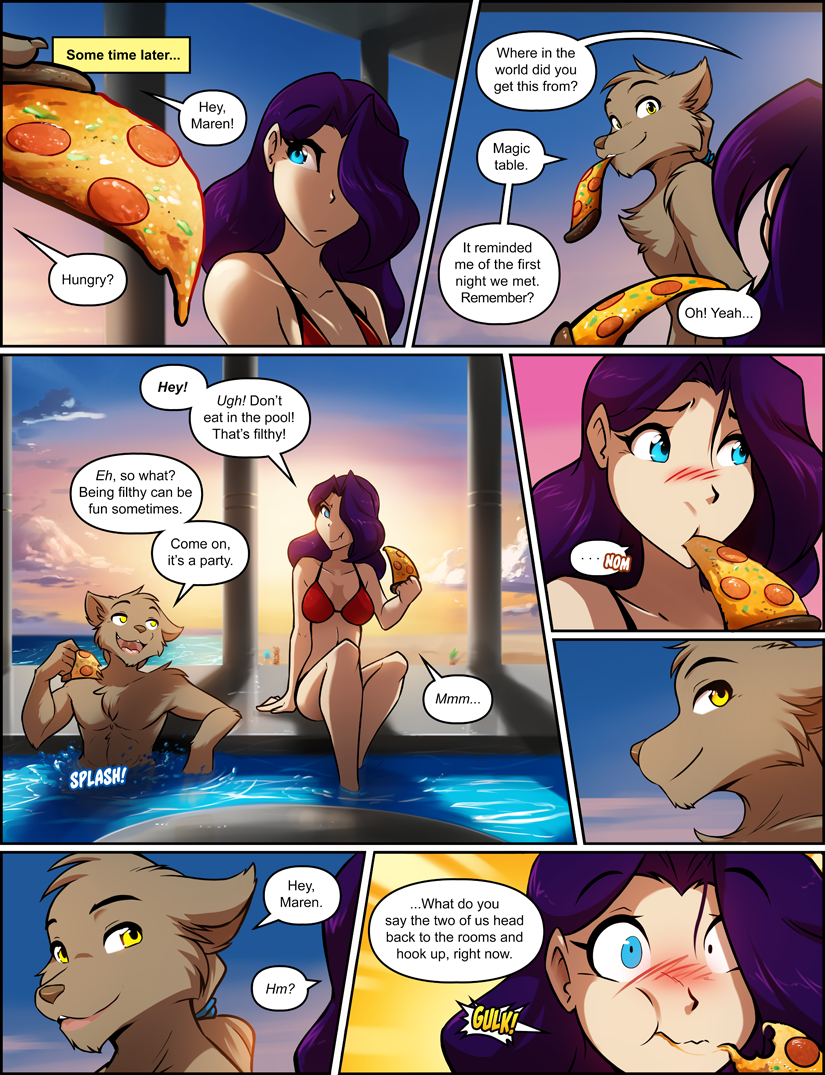 Some time later...
Hey,
Maren!
Hungry?
Where in the
world did you
get this from?
Magic
table.
It reminded
me of the first
night we met.
Remember?
Oh! Yeah...
Hey!
Ugh! Don't
eat in the pool!
That's filthy!
Eh, so what?
Being filthy can be
fun sometimes.
Come on,
it's a party.
Mmm...
SPLASH!
... NOM
Hey,
Maren.
Hm?
...What do you
say the two of us head
back to the rooms and
hook up, right now.
GULK!